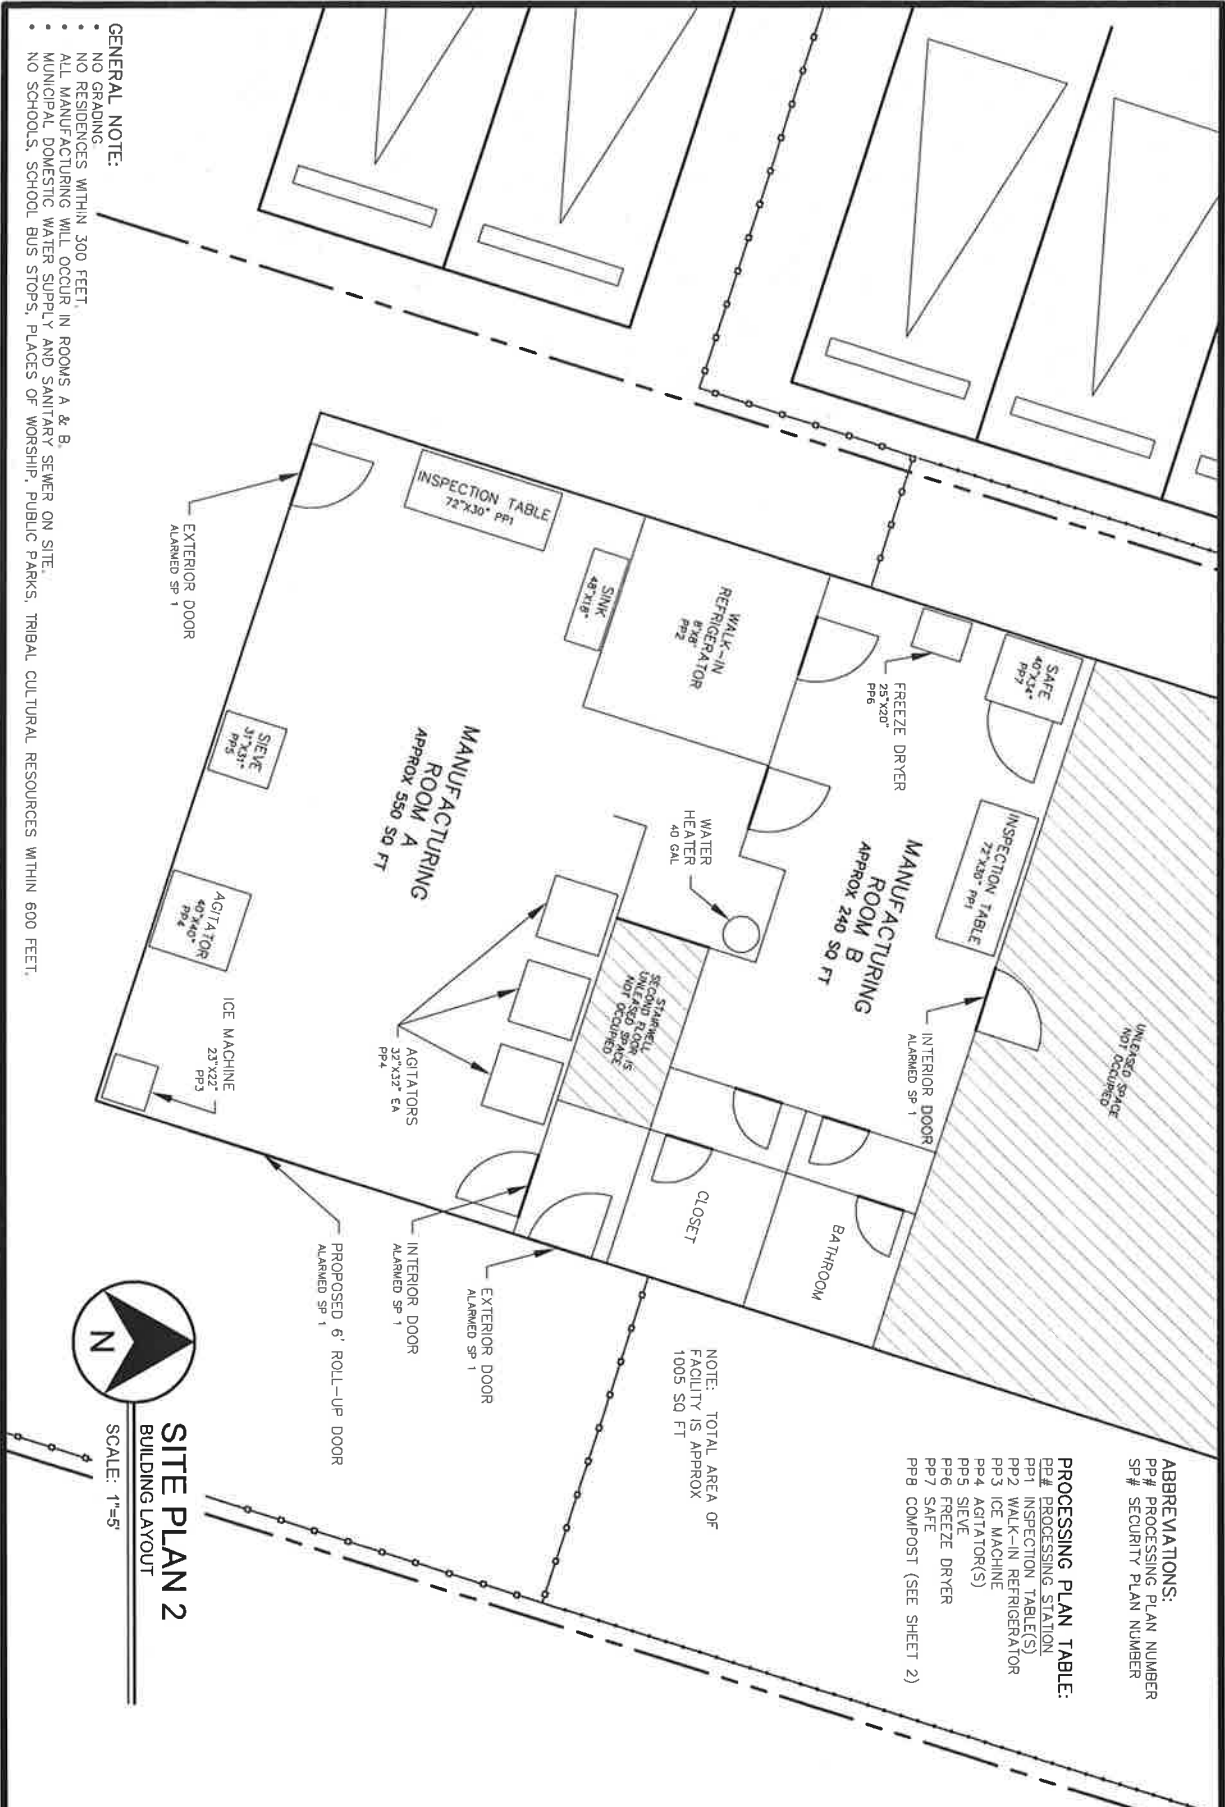 ABBREVIATIONS:
PP# PROCESSING PLAN NUMBER
SP# SECURITY PLAN NUMBER
PROCESSING PLAN TABLE:
PP# PROCESSING STATION
PP1 INSPECTION TABLE(S)
PP2 WALK-IN REFRIGERATOR
PP3 ICE MACHINE
PP4 AGITATOR(S)
PP5 SIEVE
PP6 FREEZE DRYER
PP7 SAFE
PP8 COMPOST (SEE SHEET 2)
UNLEASED SPACE
NOT OCCUPIED
SAFE
40"X34"
PP7
FREEZE DRYER
25"X20"
PP6
INSPECTION TABLE
72"X30" PP1
INTERIOR DOOR
ALARMED SP 1
MANUFACTURING
ROOM B
APPROX 240 SQ FT
BATHROOM
CLOSET
WALK-IN
REFRIGERATOR
8'X8'
PP2
WATER
HEATER
40 GAL
STAIRWELL
SECOND FLOOR IS
UNLEASED SPACE
NOT OCCUPIED
NOTE: TOTAL AREA OF
FACILITY IS APPROX
1005 SQ FT
SINK
48"X18"
INSPECTION TABLE
72"X30" PP1
MANUFACTURING
ROOM A
APPROX 550 SQ FT
AGITATORS
32"X32" EA
PP4
EXTERIOR DOOR
ALARMED SP 1
INTERIOR DOOR
ALARMED SP 1
PROPOSED 6' ROLL-UP DOOR
ALARMED SP 1
EXTERIOR DOOR
ALARMED SP 1
SIEVE
31"X31"
PP5
AGITATOR
40"X40"
PP4
ICE MACHINE
23"X22"
PP3
GENERAL NOTE:
• NO GRADING.
• NO RESIDENCES WITHIN 300 FEET.
• ALL MANUFACTURING WILL OCCUR IN ROOMS A & B.
• MUNICIPAL DOMESTIC WATER SUPPLY AND SANITARY SEWER ON SITE.
• NO SCHOOLS, SCHOOL BUS STOPS, PLACES OF WORSHIP, PUBLIC PARKS, TRIBAL CULTURAL RESOURCES WITHIN 600 FEET.
N
SITE PLAN 2
BUILDING LAYOUT
SCALE: 1"=5'